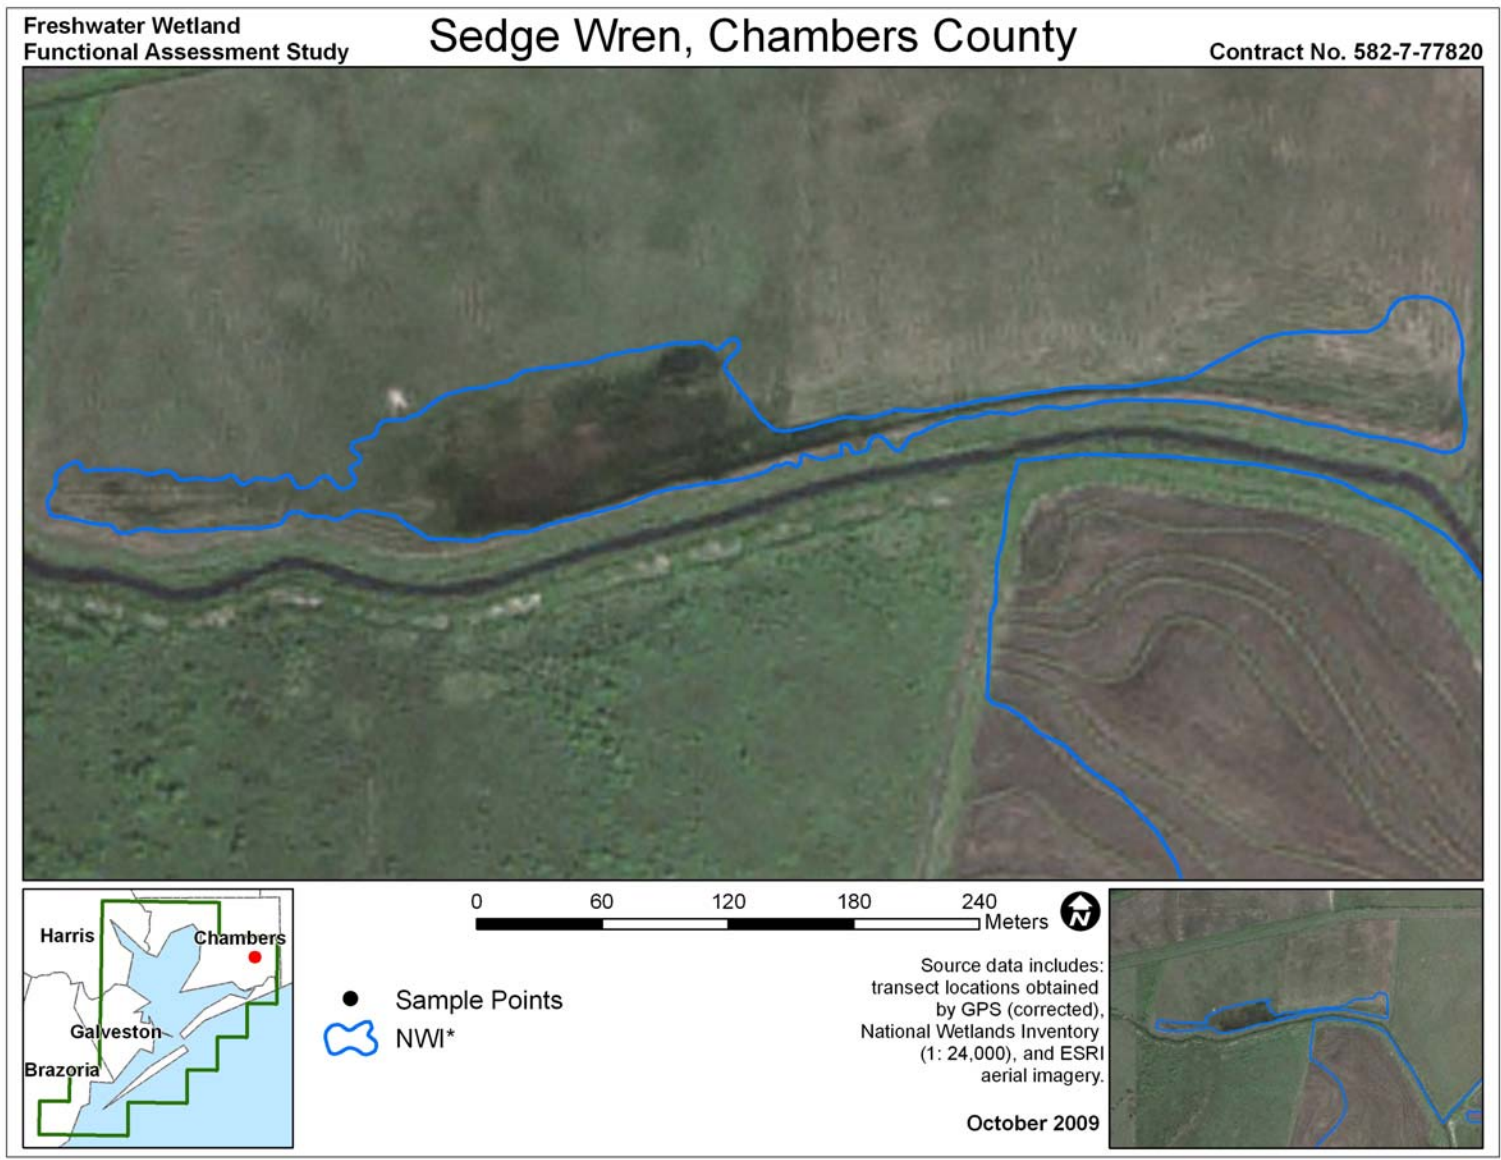 Freshwater Wetland
Functional Assessment Study
Sedge Wren, Chambers County
Contract No. 582-7-77820
Harris
Chambers
Galveston
Brazoria
0 60 120 180 240
Meters
N
Sample Points
NWI*
Source data includes:
transect locations obtained
by GPS (corrected),
National Wetlands Inventory
(1: 24,000), and ESRI
aerial imagery.
October 2009